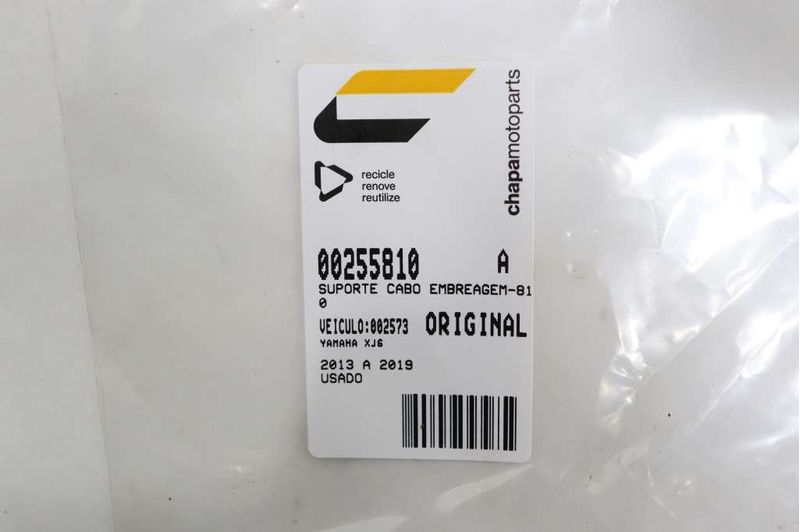 chapamotoparts
recicle
renove
reutilize
00255810 A
SUPORTE CABO EMBREAGEM-81
0
VEICULO:002573 ORIGINAL
YAMAHA XJ6
2013 A 2019
USADO